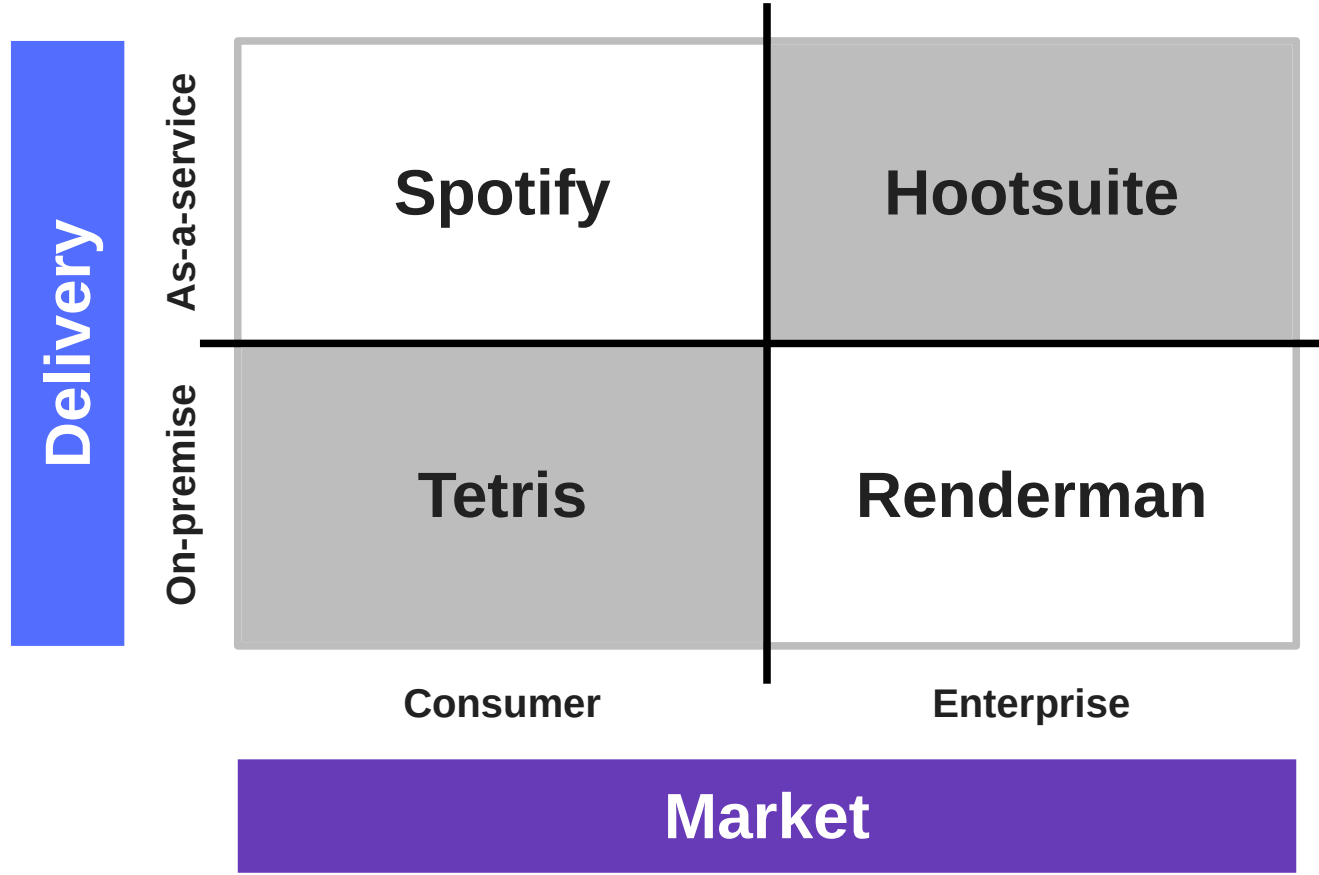 Delivery
As-a-service
On-premise
Spotify
Hootsuite
Tetris
Renderman
Consumer
Enterprise
Market